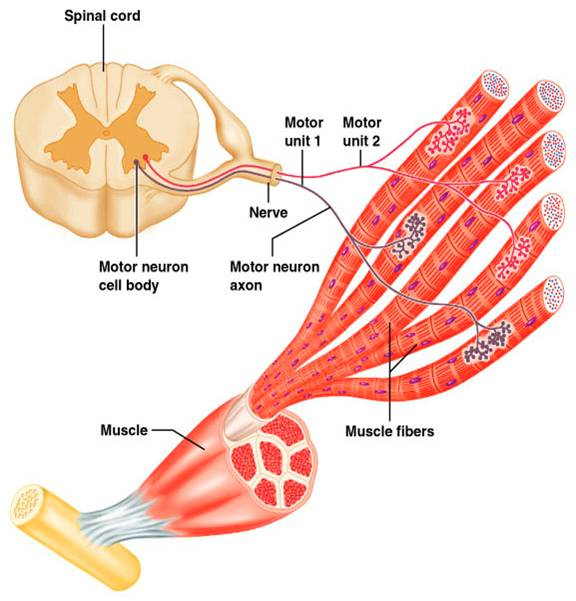 Spinal cord
Motor
unit 1
Motor
unit 2
Nerve
Motor neuron
cell body
Motor neuron
axon
Muscle
Muscle fibers